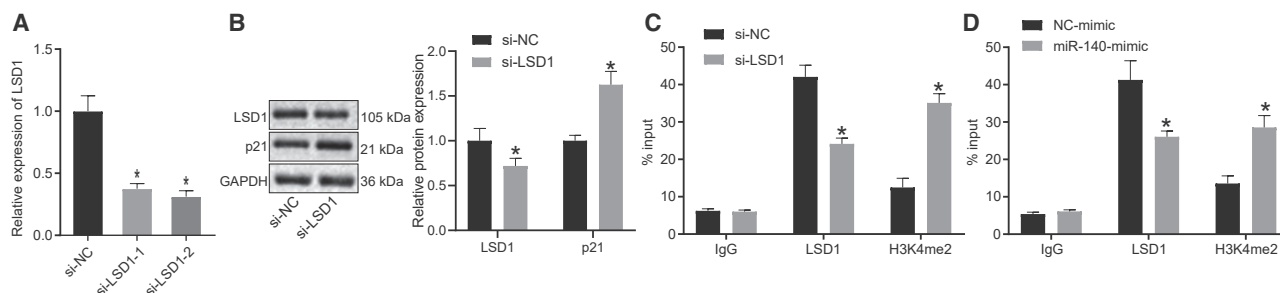 A
Relative expression of LSD1
1.5
1.0
0.5
0.0
si-NC
si-LSD1-1
si-LSD1-2
*
*
B
LSD1
105 kDa
p21
21 kDa
GAPDH
36 kDa
si-NC
si-LSD1
si-NC
si-LSD1
Relative protein expression
2.0
1.5
1.0
0.5
0.0
*
*
LSD1
p21
C
si-NC
si-LSD1
% input
50
40
30
20
10
0
*
*
IgG
LSD1
H3K4me2
D
NC-mimic
miR-140-mimic
% input
50
40
30
20
10
0
*
*
IgG
LSD1
H3K4me2